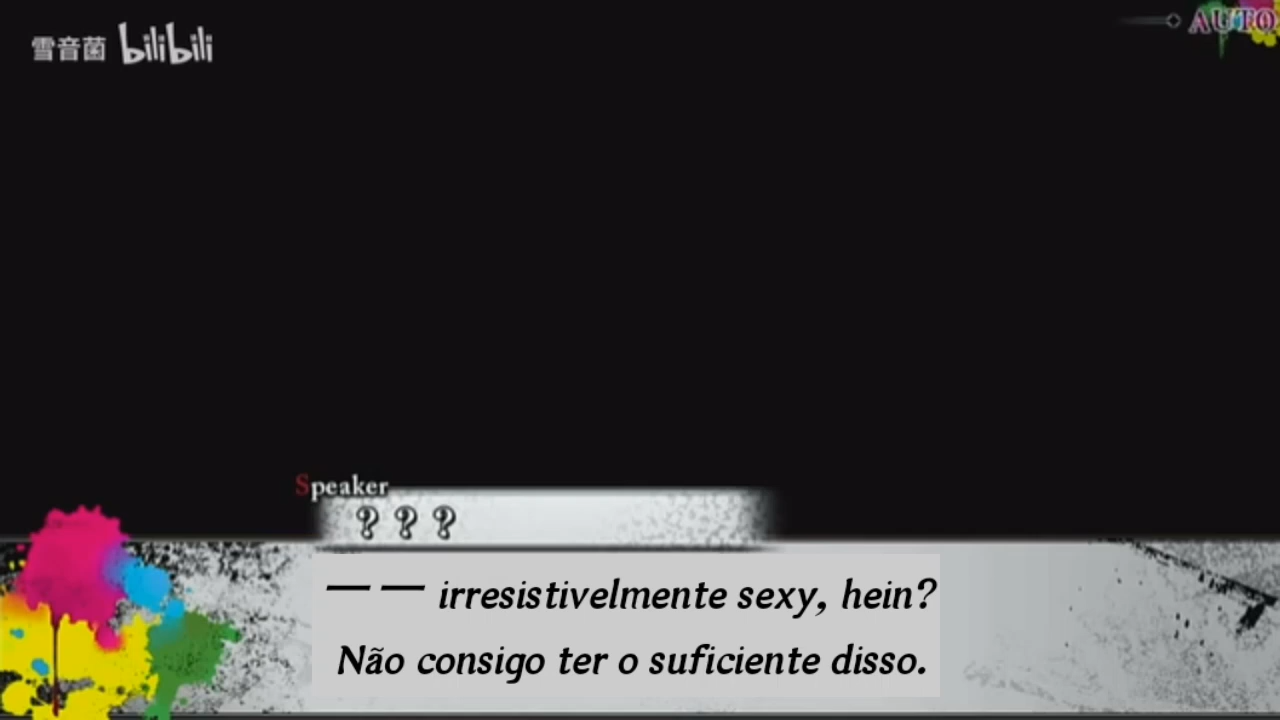 雪音菌 bilibili
AUTO
Speaker
？？？
—— irresistivelmente sexy, hein?
Não consigo ter o suficiente disso.